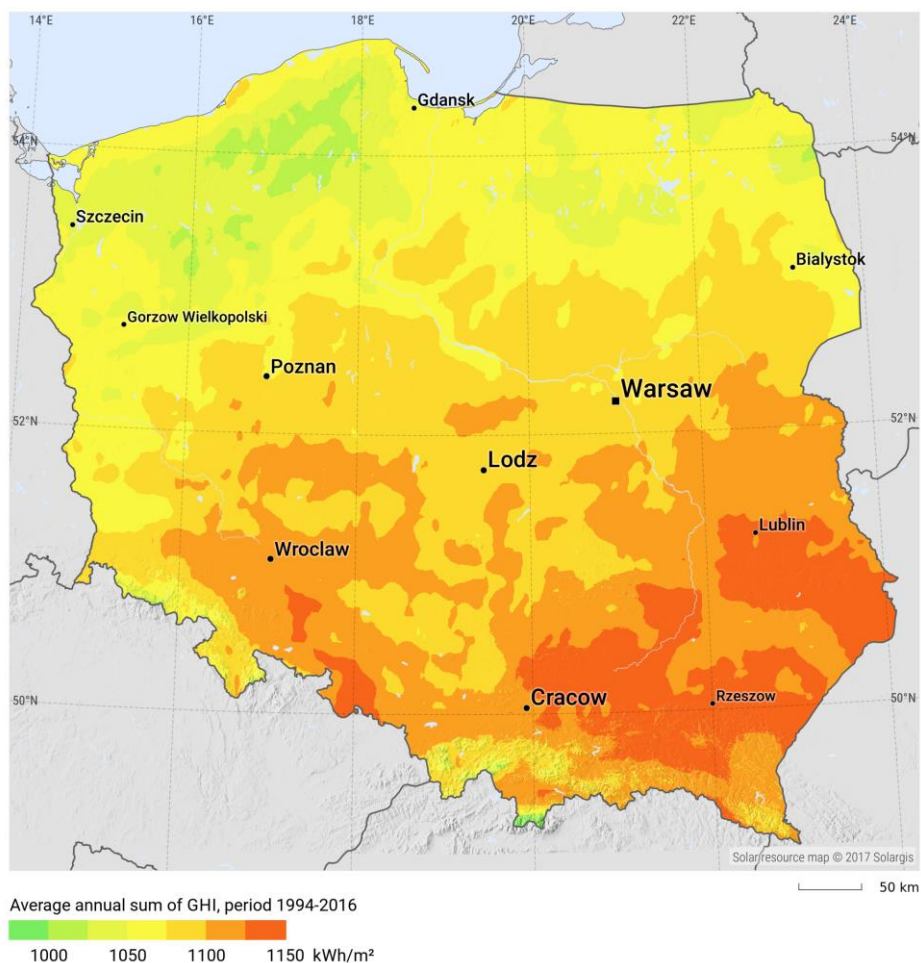 14°E 16°E 18°E 20°E 22°E 24°E
Gdansk
54°N 54°N
Szczecin
Bialystok
Gorzow Wielkopolski
Poznan
Warsaw
52°N 52°N
Lodz
Lublin
Wroclaw
50°N 50°N
Cracow
Rzeszow
Solar resource map © 2017 Solargis
50 km
Average annual sum of GHI, period 1994-2016
1000 1050 1100 1150 kWh/m²